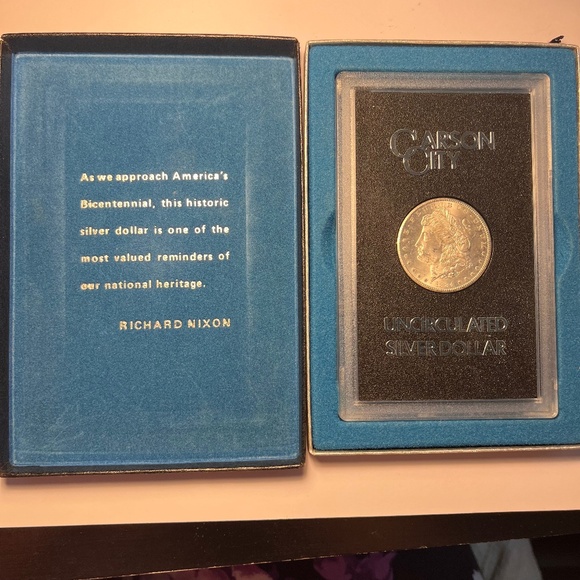 As we approach America's
Bicentennial, this historic
silver dollar is one of the
most valued reminders of
our national heritage.
RICHARD NIXON
CARSON
CITY
UNCIRCULATED
SILVER DOLLAR